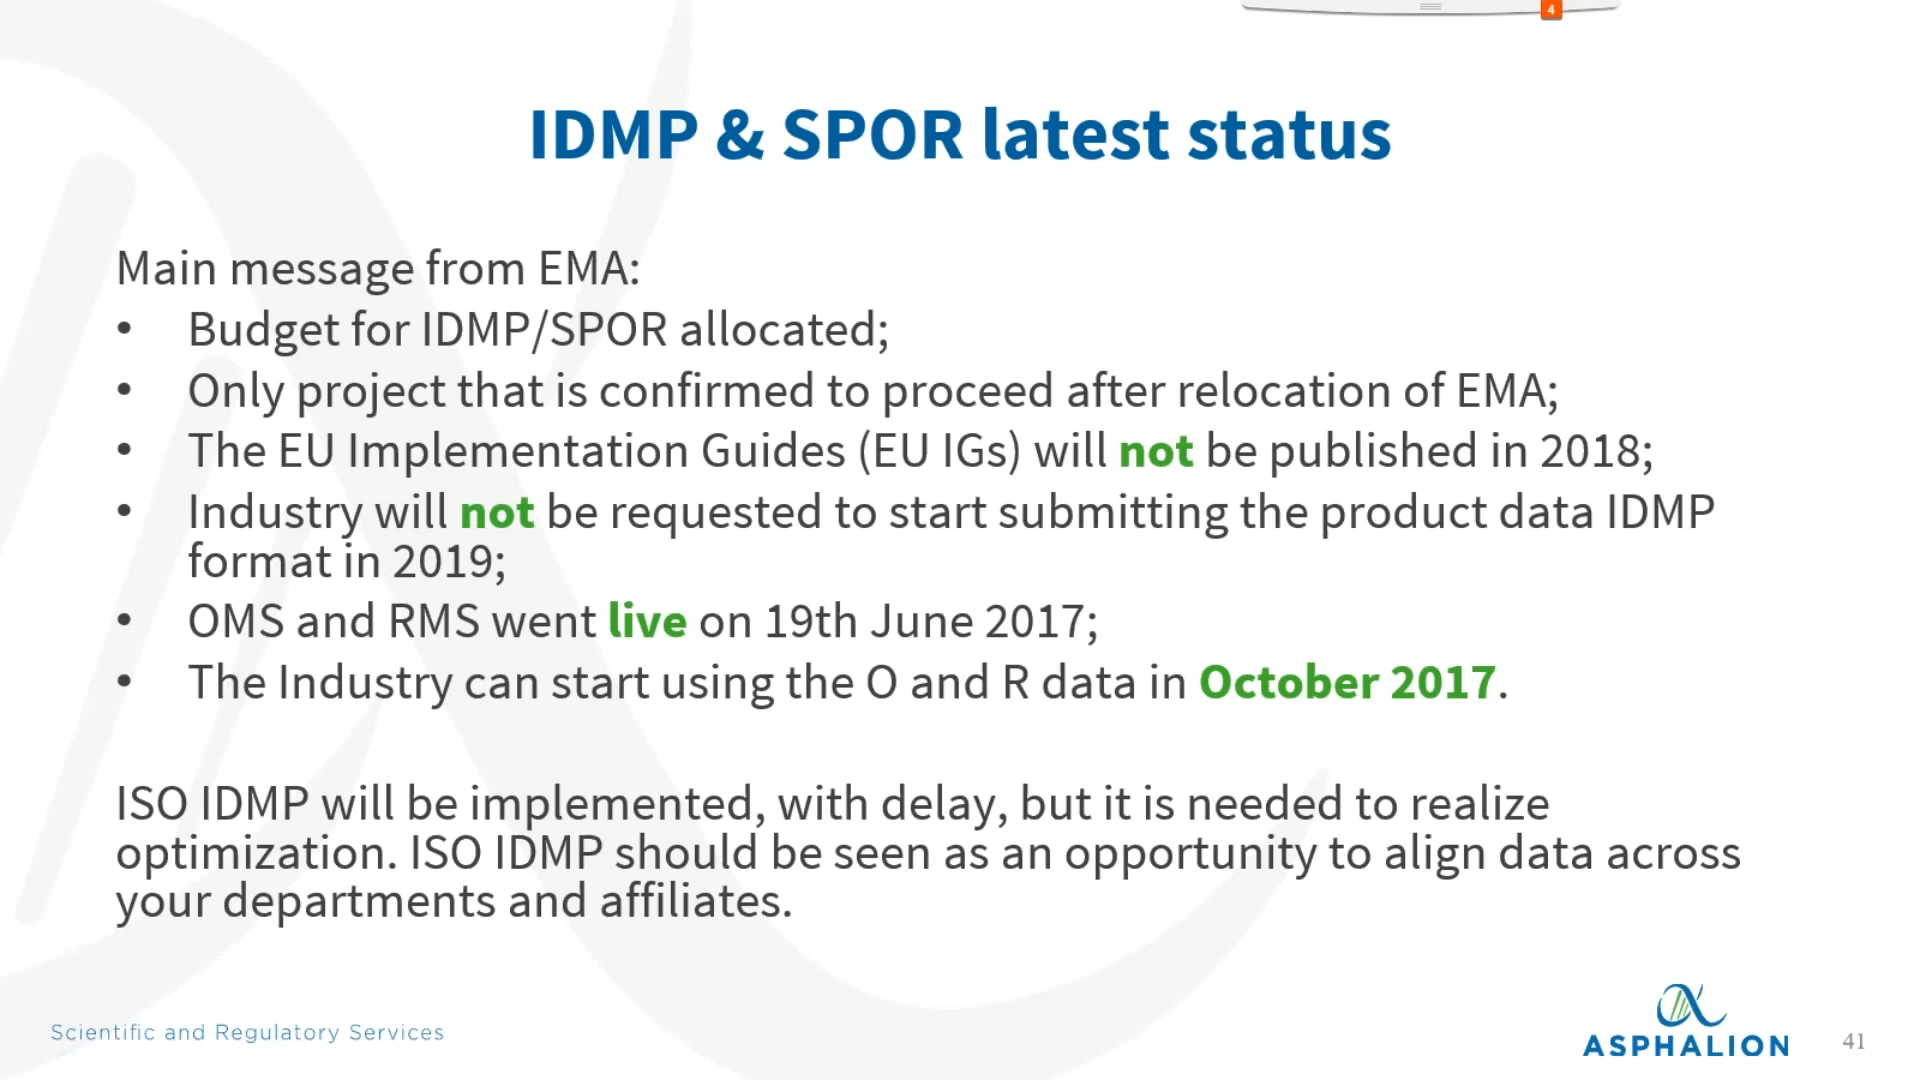 4
IDMP & SPOR latest status
Main message from EMA:
• Budget for IDMP/SPOR allocated;
• Only project that is confirmed to proceed after relocation of EMA;
• The EU Implementation Guides (EU IGs) will not be published in 2018;
• Industry will not be requested to start submitting the product data IDMP
format in 2019;
• OMS and RMS went live on 19th June 2017;
• The Industry can start using the O and R data in October 2017.
ISO IDMP will be implemented, with delay, but it is needed to realize
optimization. ISO IDMP should be seen as an opportunity to align data across
your departments and affiliates.
Scientific and Regulatory Services
ASPHALION
41